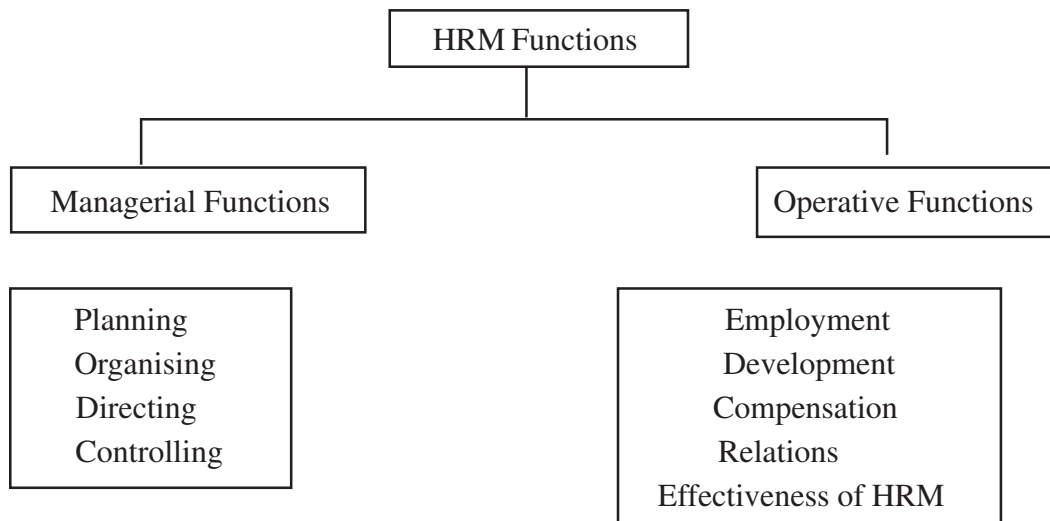 HRM Functions
Managerial Functions
Operative Functions
Planning
Organising
Directing
Controlling
Employment
Development
Compensation
Relations
Effectiveness of HRM